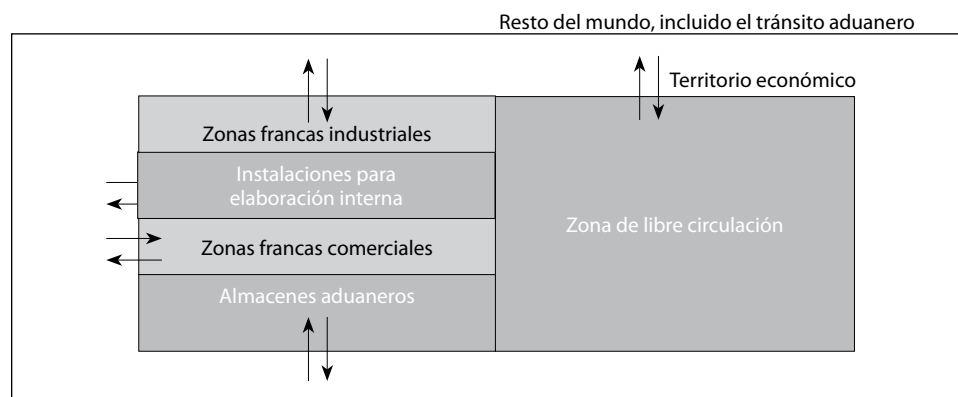 Resto del mundo, incluido el tránsito aduanero
Territorio económico
Zonas francas industriales
Instalaciones para
elaboración interna
Zona de libre circulación
Zonas francas comerciales
Almacenes aduaneros